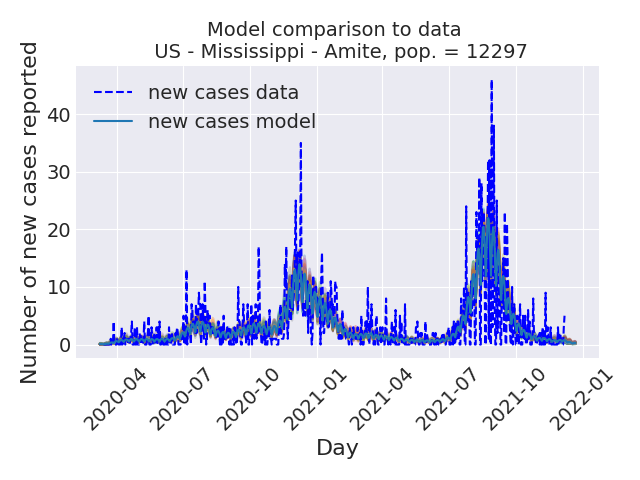 Model comparison to data
US - Mississippi - Amite, pop. = 12297
Number of new cases reported
new cases data
new cases model
40
30
20
10
0
2020-04
2020-07
2020-10
2021-01
2021-04
2021-07
2021-10
2022-01
Day